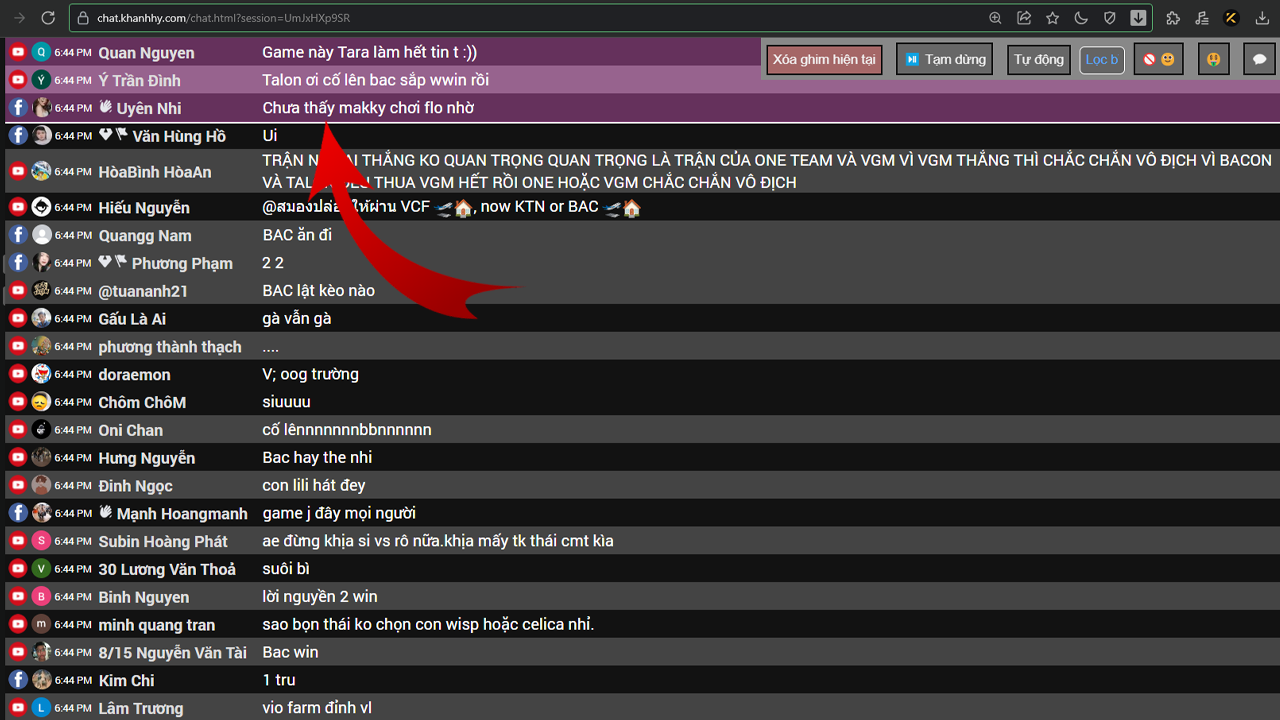 chat.khanhhy.com/chat.html?session=UmJxHXp9SR
Xóa ghim hiện tại Tạm dừng Tự động Lọc b
Q 6:44 PM Quan Nguyen Game này Tara làm hết tin t :))
Ý 6:44 PM Ý Trần Đình Talon ơi cố lên bac sắp wwin rồi
6:44 PM Uyên Nhi Chưa thấy makky chơi flo nhờ
6:44 PM Văn Hùng Hồ Ui
6:44 PM HòaBình HòaAn TRẬN THẮNG KO QUAN TRỌNG QUAN TRỌNG LÀ TRẬN CỦA ONE TEAM VÀ VGM VÌ VGM THẮNG THÌ CHẮC CHẮN VÔ ĐỊCH VÌ BACON
VÀ THUA VGM HẾT RỒI ONE HOẶC VGM CHẮC CHẮN VÔ ĐỊCH
6:44 PM Hiếu Nguyễn ให้ผ่าน VCF 🛫🏠, now KTN or BAC 🛫🏠
6:44 PM Quangg Nam BAC ăn đi
6:44 PM Phương Phạm 2 2
6:44 PM @tuananh21 BAC lật kèo nào
6:44 PM Gấu Là Ai gà vẫn gà
6:44 PM phương thành thạch ....
6:44 PM doraemon V; oog trường
6:44 PM Chôm ChôM siuuuu
6:44 PM Oni Chan cố lênnnnnnnbbnnnnnn
6:44 PM Hưng Nguyễn Bac hay the nhi
6:44 PM Đinh Ngọc con lili hát đey
6:44 PM Mạnh Hoangmanh game j đây mọi người
S 6:44 PM Subin Hoàng Phát ae đừng khịa si vs rô nữa.khịa mấy tk thái cmt kìa
V 6:44 PM 30 Lương Văn Thoả suôi bì
B 6:44 PM Binh Nguyen lời nguyền 2 win
m 6:44 PM minh quang tran sao bọn thái ko chọn con wisp hoặc celica nhỉ.
6:44 PM 8/15 Nguyễn Văn Tài Bac win
6:44 PM Kim Chi 1 tru
L 6:44 PM Lâm Trương vio farm đỉnh vl